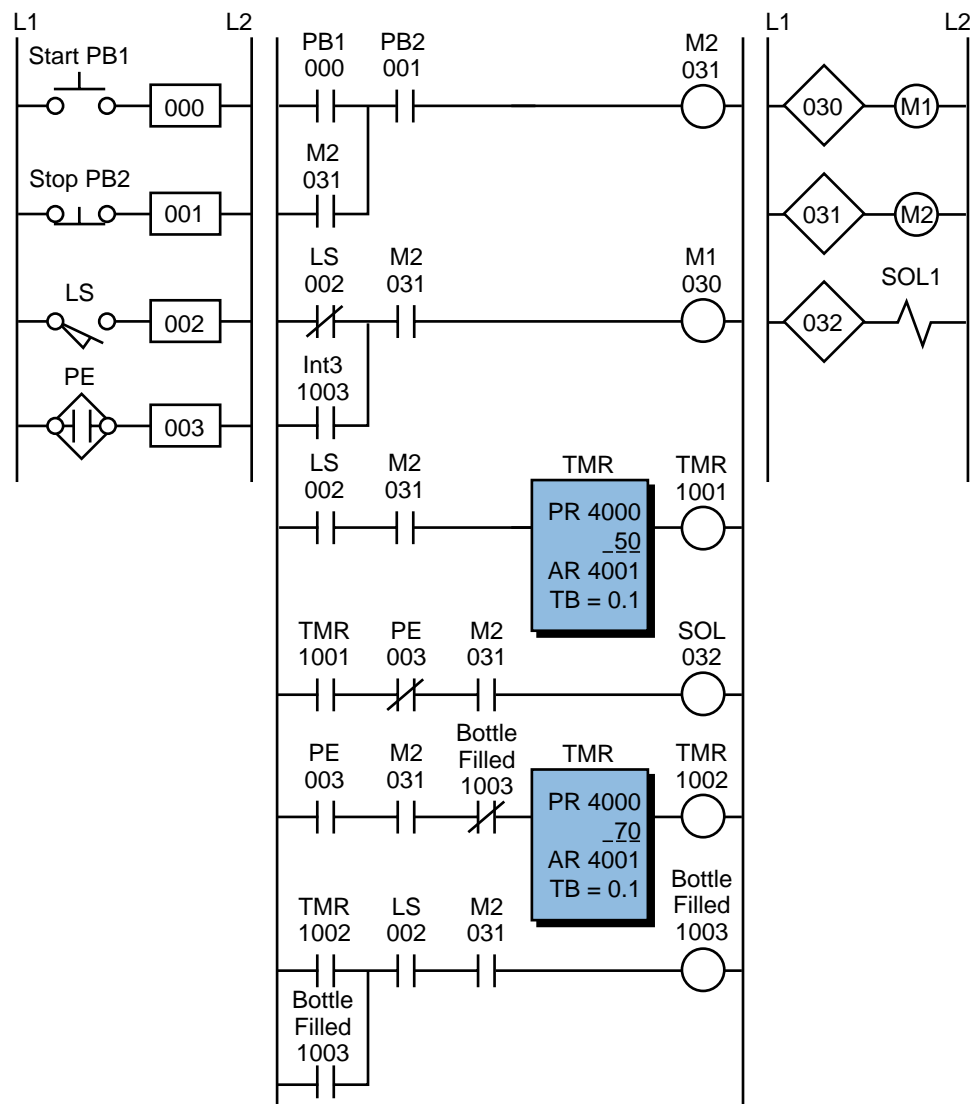 L1
L2
Start PB1
000
Stop PB2
001
LS
002
PE
003
PB1
000
PB2
001
M2
031
M2
031
LS
002
M2
031
M1
030
Int3
1003
LS
002
M2
031
TMR
PR 4000
50
AR 4001
TB = 0.1
TMR
1001
TMR
1001
PE
003
M2
031
SOL
032
PE
003
M2
031
Bottle
Filled
1003
TMR
PR 4000
70
AR 4001
TB = 0.1
TMR
1002
TMR
1002
LS
002
M2
031
Bottle
Filled
1003
Bottle
Filled
1003
L1
L2
030
M1
031
M2
SOL1
032